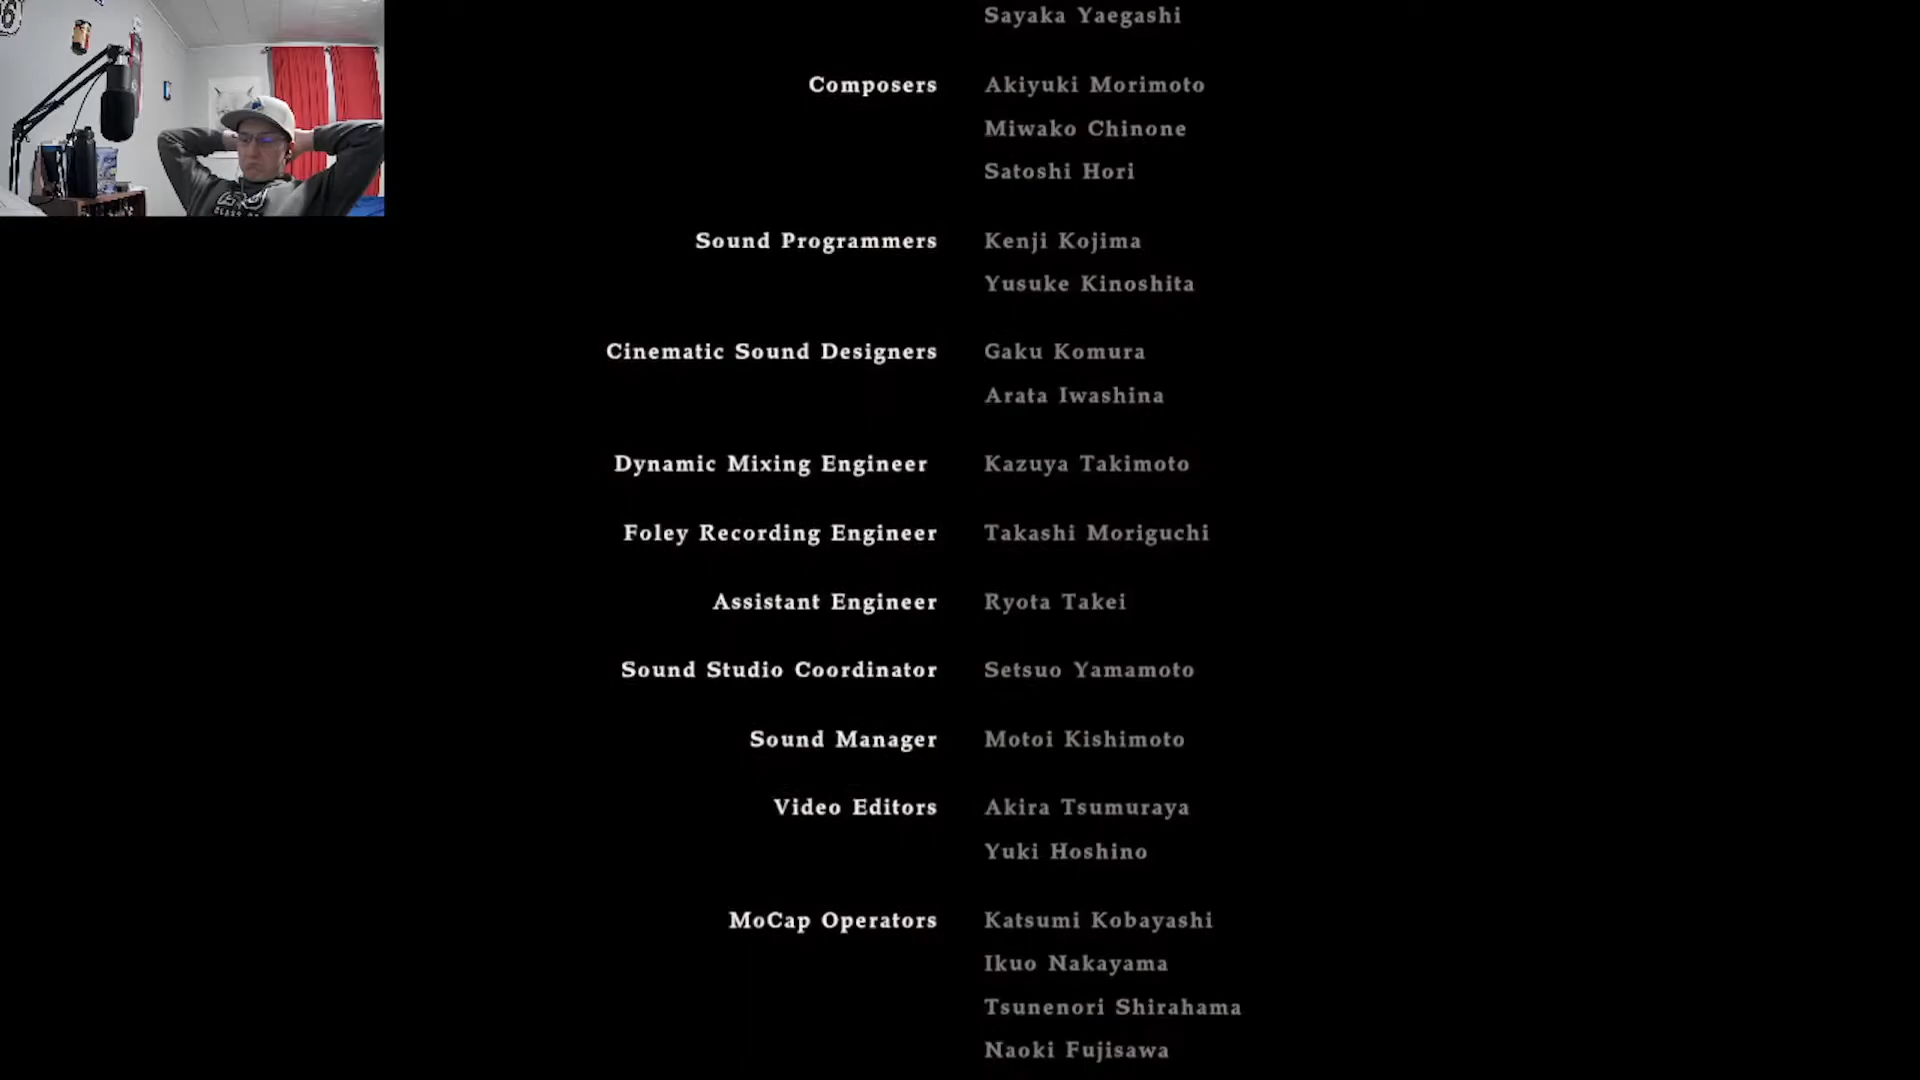 Sayaka Yaegashi
Composers Akiyuki Morimoto
Miwako Chinone
Satoshi Hori
Sound Programmers Kenji Kojima
Yusuke Kinoshita
Cinematic Sound Designers Gaku Komura
Arata Iwashina
Dynamic Mixing Engineer Kazuya Takimoto
Foley Recording Engineer Takashi Moriguchi
Assistant Engineer Ryota Takei
Sound Studio Coordinator Setsuo Yamamoto
Sound Manager Motoi Kishimoto
Video Editors Akira Tsumuraya
Yuki Hoshino
MoCap Operators Katsumi Kobayashi
Ikuo Nakayama
Tsunenori Shirahama
Naoki Fujisawa